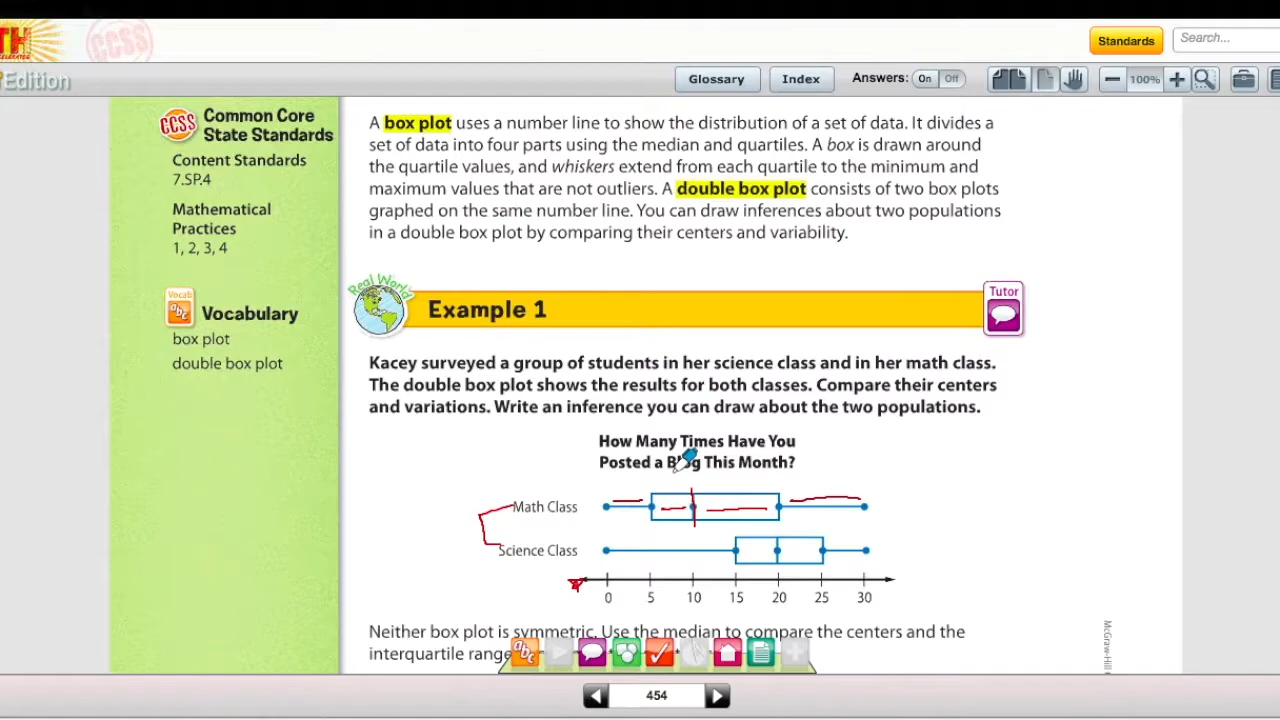 TH
CCSS
Standards
Search...
Edition
Glossary
Index
Answers: On Off
100%
CCSS
Common Core
State Standards
Content Standards
7.SP.4
Mathematical
Practices
1, 2, 3, 4
Vocab
abc
Vocabulary
box plot
double box plot
A box plot uses a number line to show the distribution of a set of data. It divides a
set of data into four parts using the median and quartiles. A box is drawn around
the quartile values, and whiskers extend from each quartile to the minimum and
maximum values that are not outliers. A double box plot consists of two box plots
graphed on the same number line. You can draw inferences about two populations
in a double box plot by comparing their centers and variability.
Real World
Example 1
Tutor
Kacey surveyed a group of students in her science class and in her math class.
The double box plot shows the results for both classes. Compare their centers
and variations. Write an inference you can draw about the two populations.
How Many Times Have You
Posted a Blog This Month?
Math Class
Science Class
0 5 10 15 20 25 30
Neither box plot is symmetric. Use the median to compare the centers and the
interquartile range
abc
McGraw-Hill
454